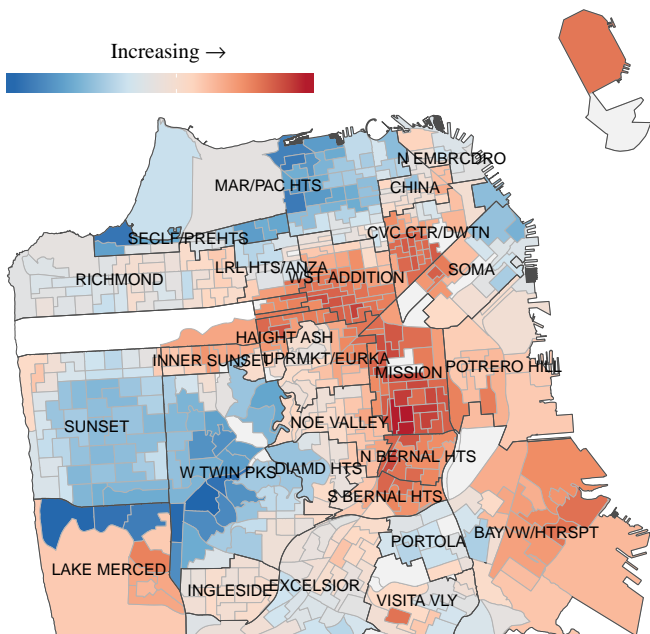 Increasing →
N EMBRCDRO
MAR/PAC HTS
CHINA
CVC CTR/DWTN
SECLF/PREHTS
LRL HTS/ANZA
SOMA
RICHMOND
WST ADDITION
HAIGHT ASH
INNER SUNSET
UPRMKT/EURKA
POTRERO HILL
MISSION
NOE VALLEY
SUNSET
N BERNAL HTS
DIAMD HTS
W TWIN PKS
S BERNAL HTS
BAYVW/HTRSPT
PORTOLA
LAKE MERCED
EXCELSIOR
INGLESIDE
VISITA VLY